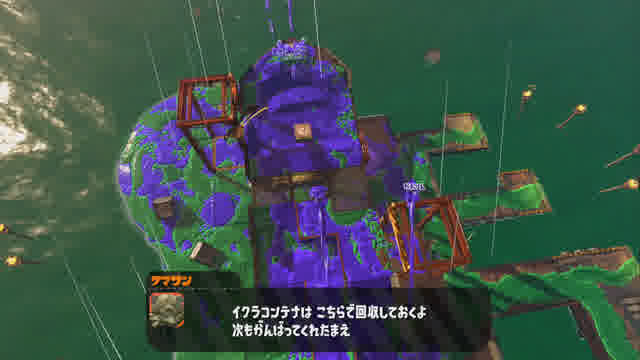 クマサン
イクラコンテナは こちらで回収しておくよ
次もがんばってくれたまえ